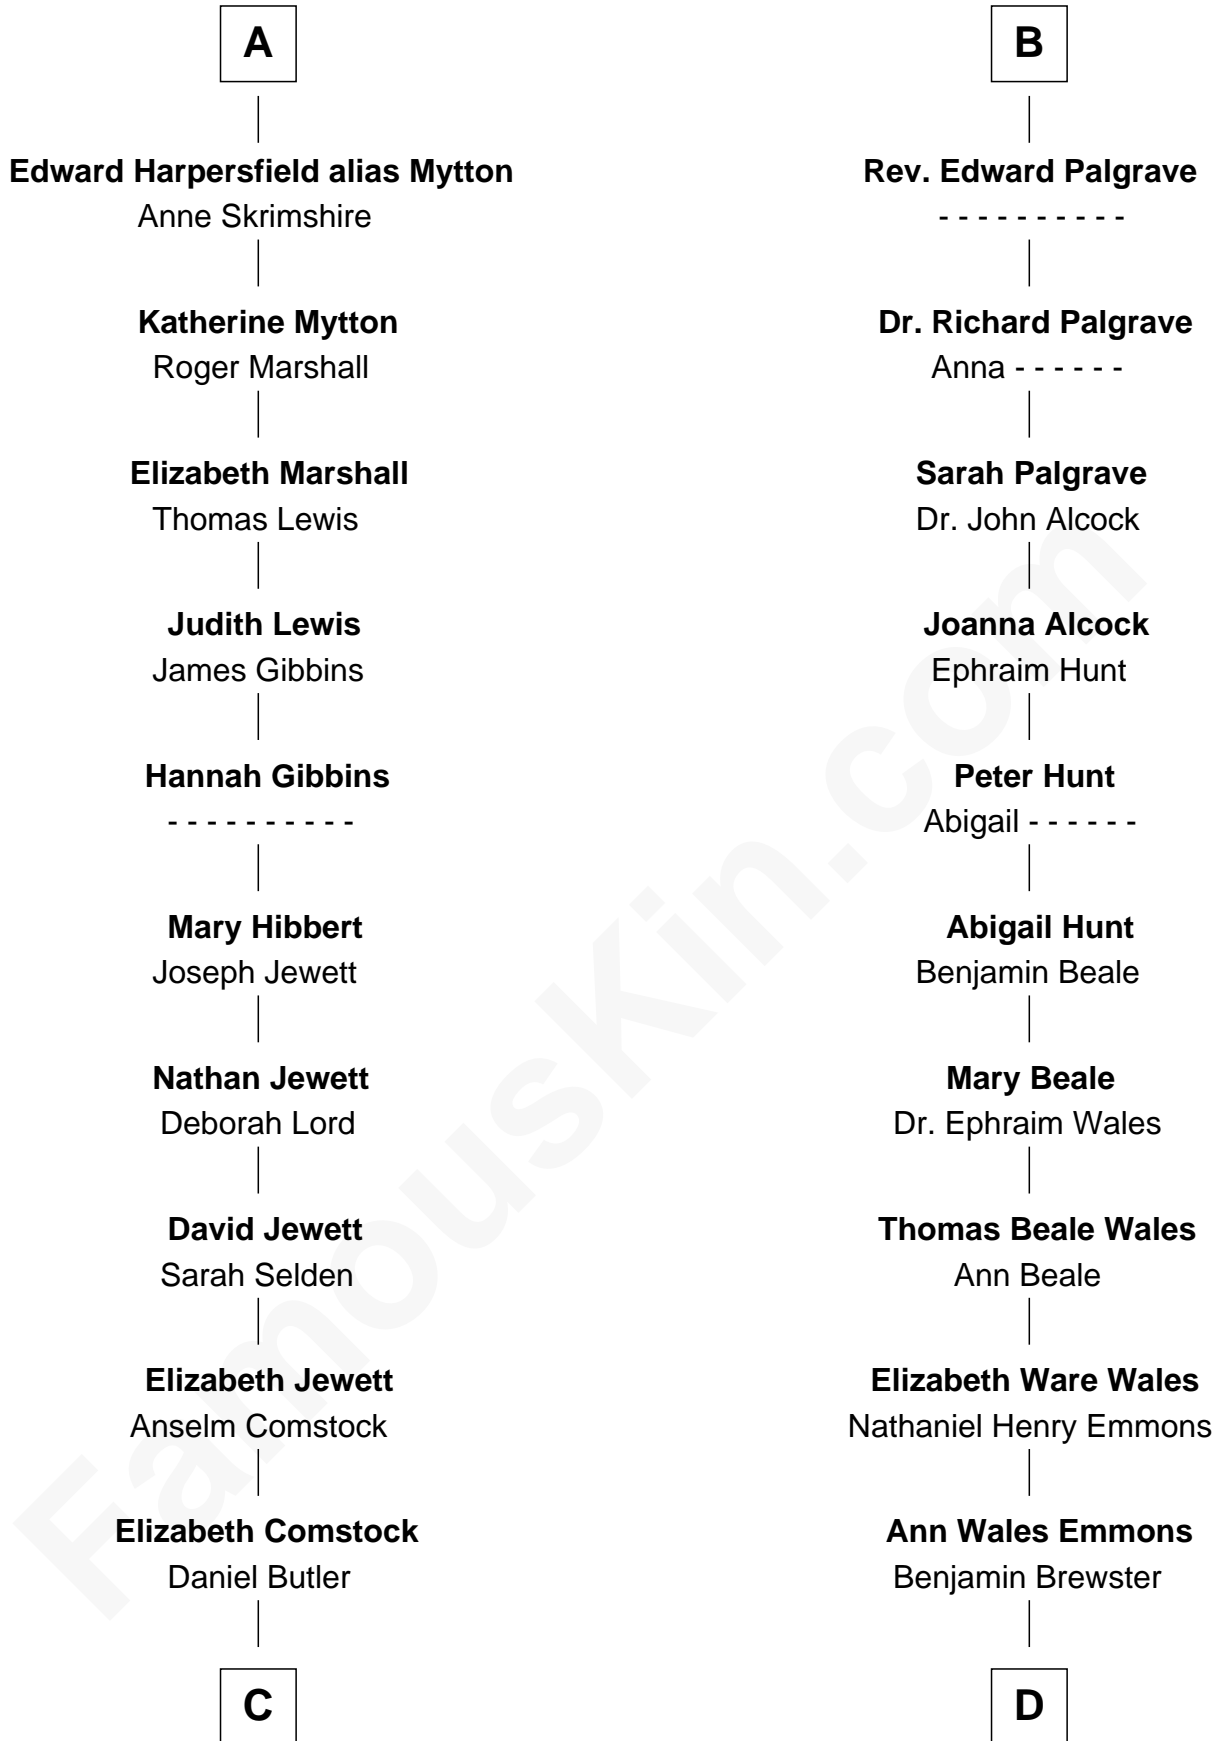 A
Edward Harpersfield alias Mytton
Anne Skrimshire
Katherine Mytton
Roger Marshall
Elizabeth Marshall
Thomas Lewis
Judith Lewis
James Gibbins
Hannah Gibbins
- - - - - - - - - -
Mary Hibbert
Joseph Jewett
Nathan Jewett
Deborah Lord
David Jewett
Sarah Selden
Elizabeth Jewett
Anselm Comstock
Elizabeth Comstock
Daniel Butler
C
B
Rev. Edward Palgrave
- - - - - - - - - -
Dr. Richard Palgrave
Anna - - - - - -
Sarah Palgrave
Dr. John Alcock
Joanna Alcock
Ephraim Hunt
Peter Hunt
Abigail - - - - - -
Abigail Hunt
Benjamin Beale
Mary Beale
Dr. Ephraim Wales
Thomas Beale Wales
Ann Beale
Elizabeth Ware Wales
Nathaniel Henry Emmons
Ann Wales Emmons
Benjamin Brewster
D
FamousKin.com